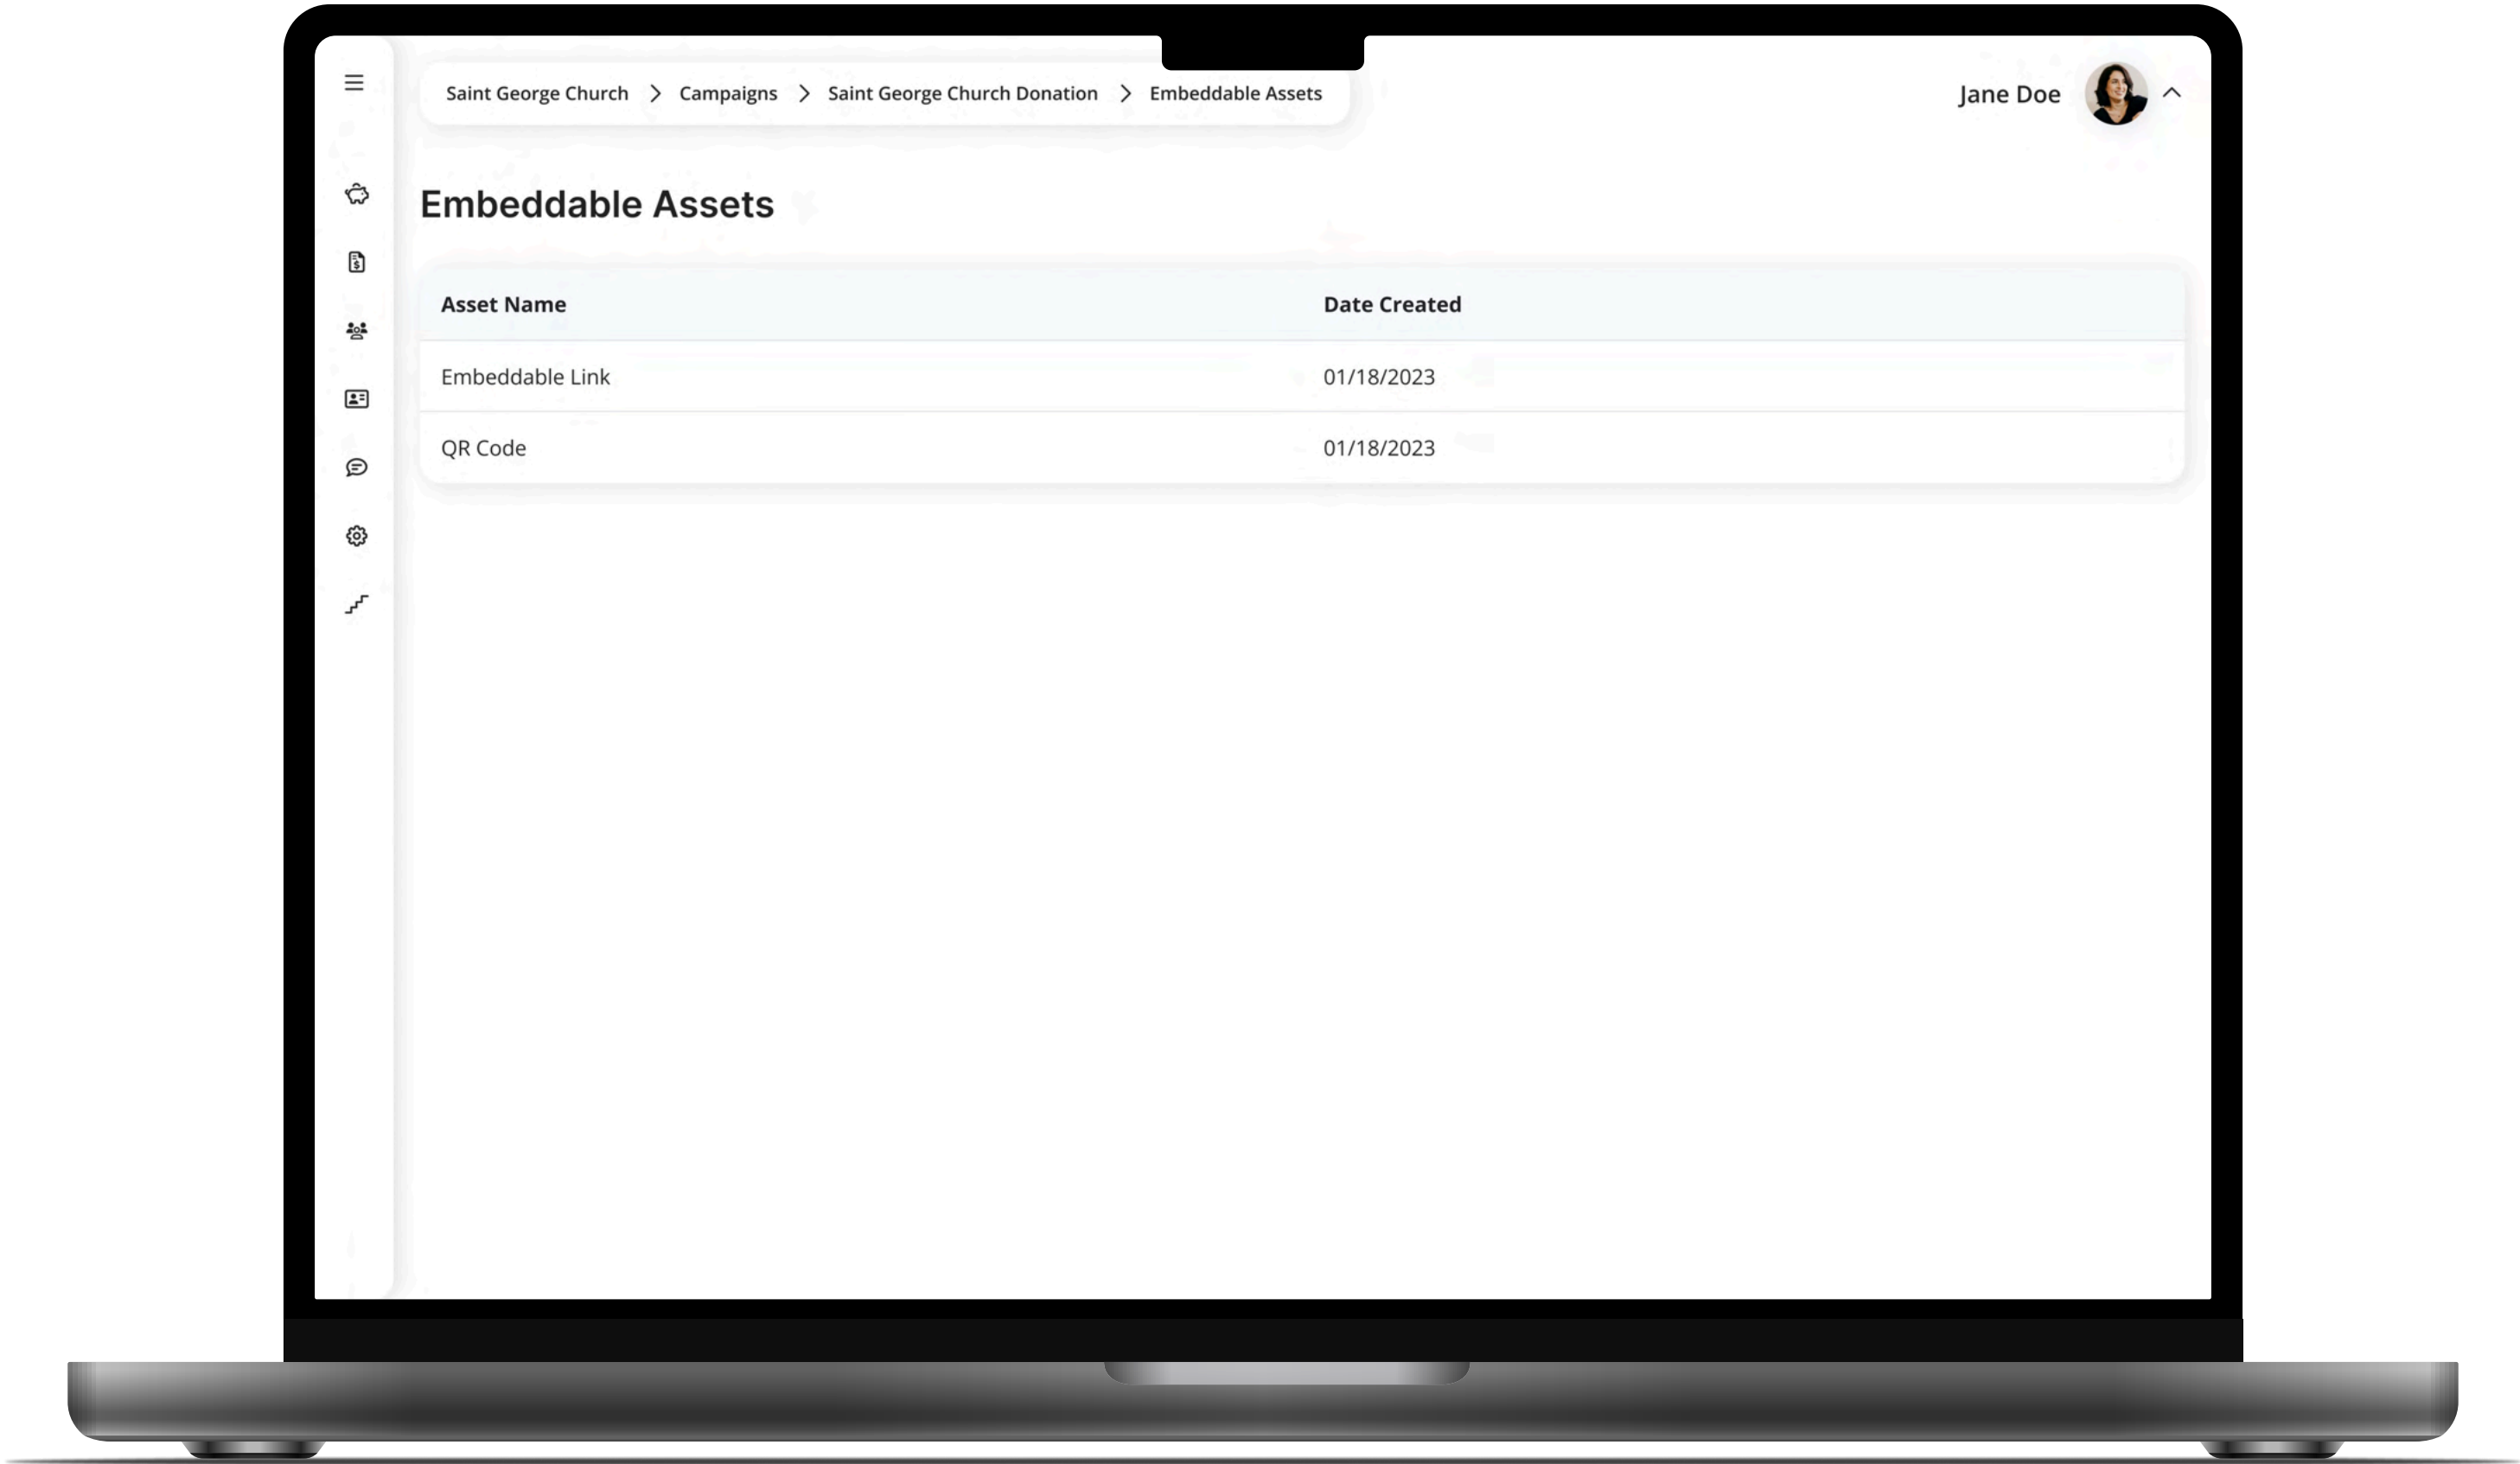 Saint George Church > Campaigns > Saint George Church Donation > Embeddable Assets
Jane Doe
Embeddable Assets
Asset Name Date Created
Embeddable Link 01/18/2023
QR Code 01/18/2023